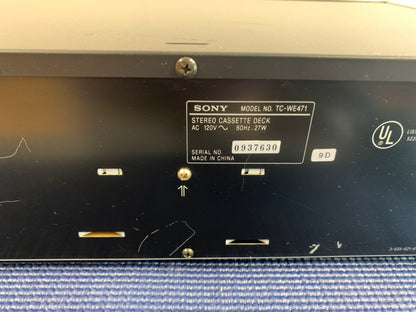 SONY MODEL NO. TC-WE471
STEREO CASSETTE DECK
AC 120V~ 60Hz 27W
SERIAL NO. 0937630
MADE IN CHINA
9D
UL